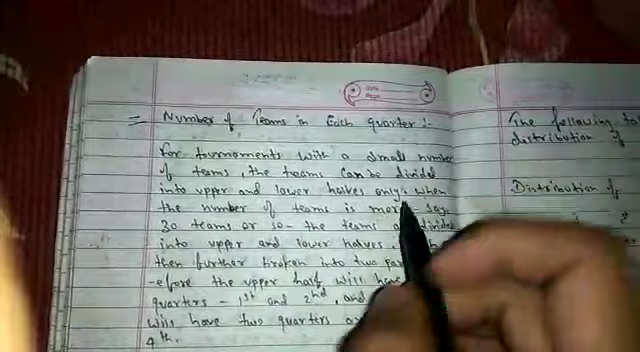 Date
Page
= Number of Teams in Each quarter :-
For tournaments with a small number
of teams, the teams can be divided
into upper and lower halves only. when
the number of teams is more say,
30 teams or so - the teams divided
into upper and lower halves
then further broken into two
-efore the upper half will have
quarters - 1st and 2nd, and
will have two quarters
4th.
The following
distribution of
Distribution of